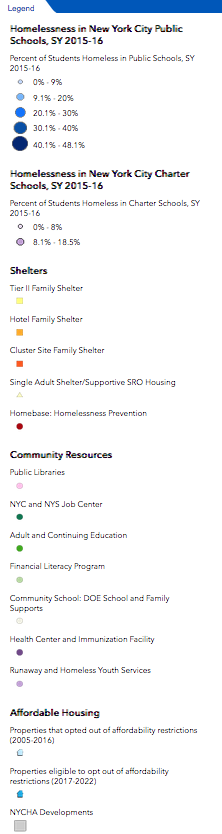 Legend
Homelessness in New York City Public
Schools, SY 2015-16
Percent of Students Homeless in Public Schools, SY
2015-16
0% - 9%
9.1% - 20%
20.1% - 30%
30.1% - 40%
40.1% - 48.1%
Homelessness in New York City Charter
Schools, SY 2015-16
Percent of Students Homeless in Charter Schools, SY
2015-16
0% - 8%
8.1% - 18.5%
Shelters
Tier II Family Shelter
Hotel Family Shelter
Cluster Site Family Shelter
Single Adult Shelter/Supportive SRO Housing
Homebase: Homelessness Prevention
Community Resources
Public Libraries
NYC and NYS Job Center
Adult and Continuing Education
Financial Literacy Program
Community School: DOE School and Family
Supports
Health Center and Immunization Facility
Runaway and Homeless Youth Services
Affordable Housing
Properties that opted out of affordability restrictions
(2005-2016)
Properties eligible to opt out of affordability
restrictions (2017-2022)
NYCHA Developments